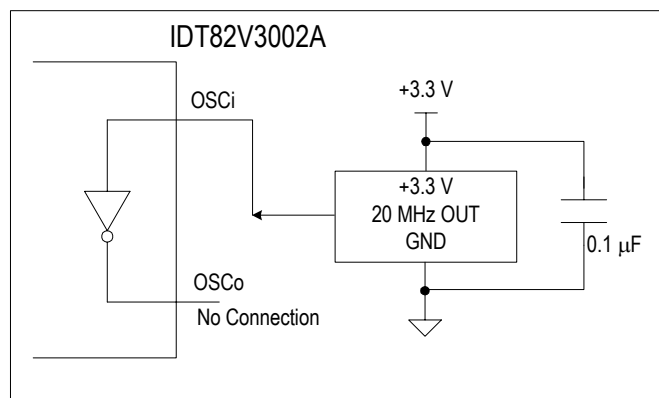 IDT82V3002A
OSCi
+3.3 V
+3.3 V
20 MHz OUT
GND
0.1 μF
OSCo
No Connection